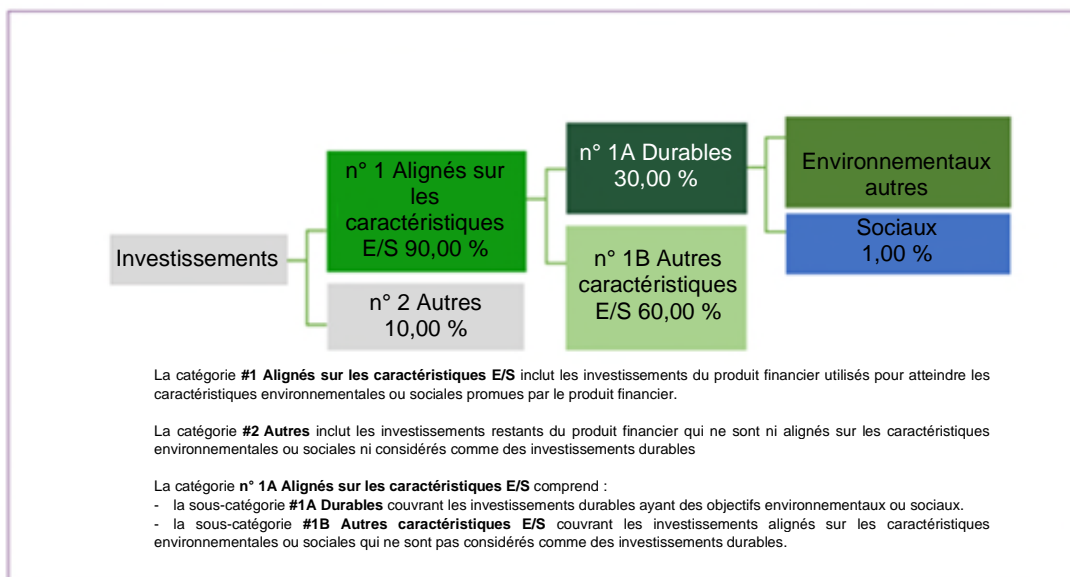 Investissements
n° 1 Alignés sur
les
caractéristiques
E/S 90,00 %
n° 2 Autres
10,00 %
n° 1A Durables
30,00 %
n° 1B Autres
caractéristiques
E/S 60,00 %
Environnementaux
autres
Sociaux
1,00 %
La catégorie #1 Alignés sur les caractéristiques E/S inclut les investissements du produit financier utilisés pour atteindre les
caractéristiques environnementales ou sociales promues par le produit financier.
La catégorie #2 Autres inclut les investissements restants du produit financier qui ne sont ni alignés sur les caractéristiques
environnementales ou sociales ni considérés comme des investissements durables
La catégorie n° 1A Alignés sur les caractéristiques E/S comprend :
- la sous-catégorie #1A Durables couvrant les investissements durables ayant des objectifs environnementaux ou sociaux.
- la sous-catégorie #1B Autres caractéristiques E/S couvrant les investissements alignés sur les caractéristiques
environnementales ou sociales qui ne sont pas considérés comme des investissements durables.